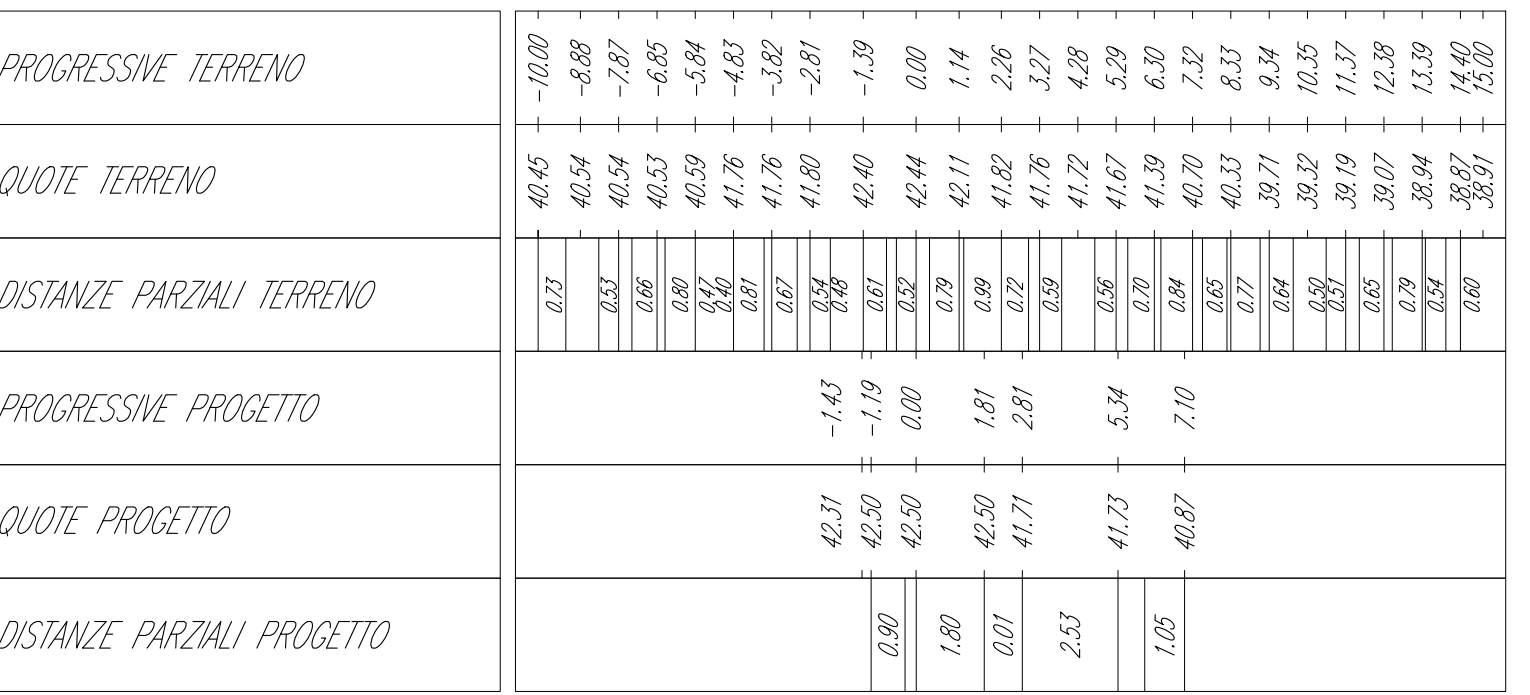 PROGRESSIVE TERRENO -10.00 -8.88 -7.87 -6.85 -5.84 -4.83 -3.82 -2.81 -1.39 0.00 1.14 2.26 3.27 4.28 5.29 6.30 7.32 8.33 9.34 10.35 11.37 12.38 13.39 14.40 15.00
QUOTE TERRENO 40.45 40.54 40.54 40.53 40.59 41.76 41.76 41.80 42.40 42.44 42.11 41.82 41.76 41.72 41.67 41.39 40.70 40.33 39.71 39.32 39.19 39.07 38.94 38.87 38.91
DISTANZE PARZIALI TERRENO 0.73 0.53 0.66 0.80 0.47 0.40 0.81 0.67 0.54 0.48 0.61 0.52 0.79 0.99 0.72 0.59 0.56 0.70 0.84 0.65 0.77 0.64 0.50 0.51 0.65 0.79 0.54 0.60
PROGRESSIVE PROGETTO -1.43 -1.19 0.00 1.81 2.81 5.34 7.10
QUOTE PROGETTO 42.31 42.50 42.50 42.50 41.71 41.73 40.87
DISTANZE PARZIALI PROGETTO 0.90 1.80 0.01 2.53 1.05